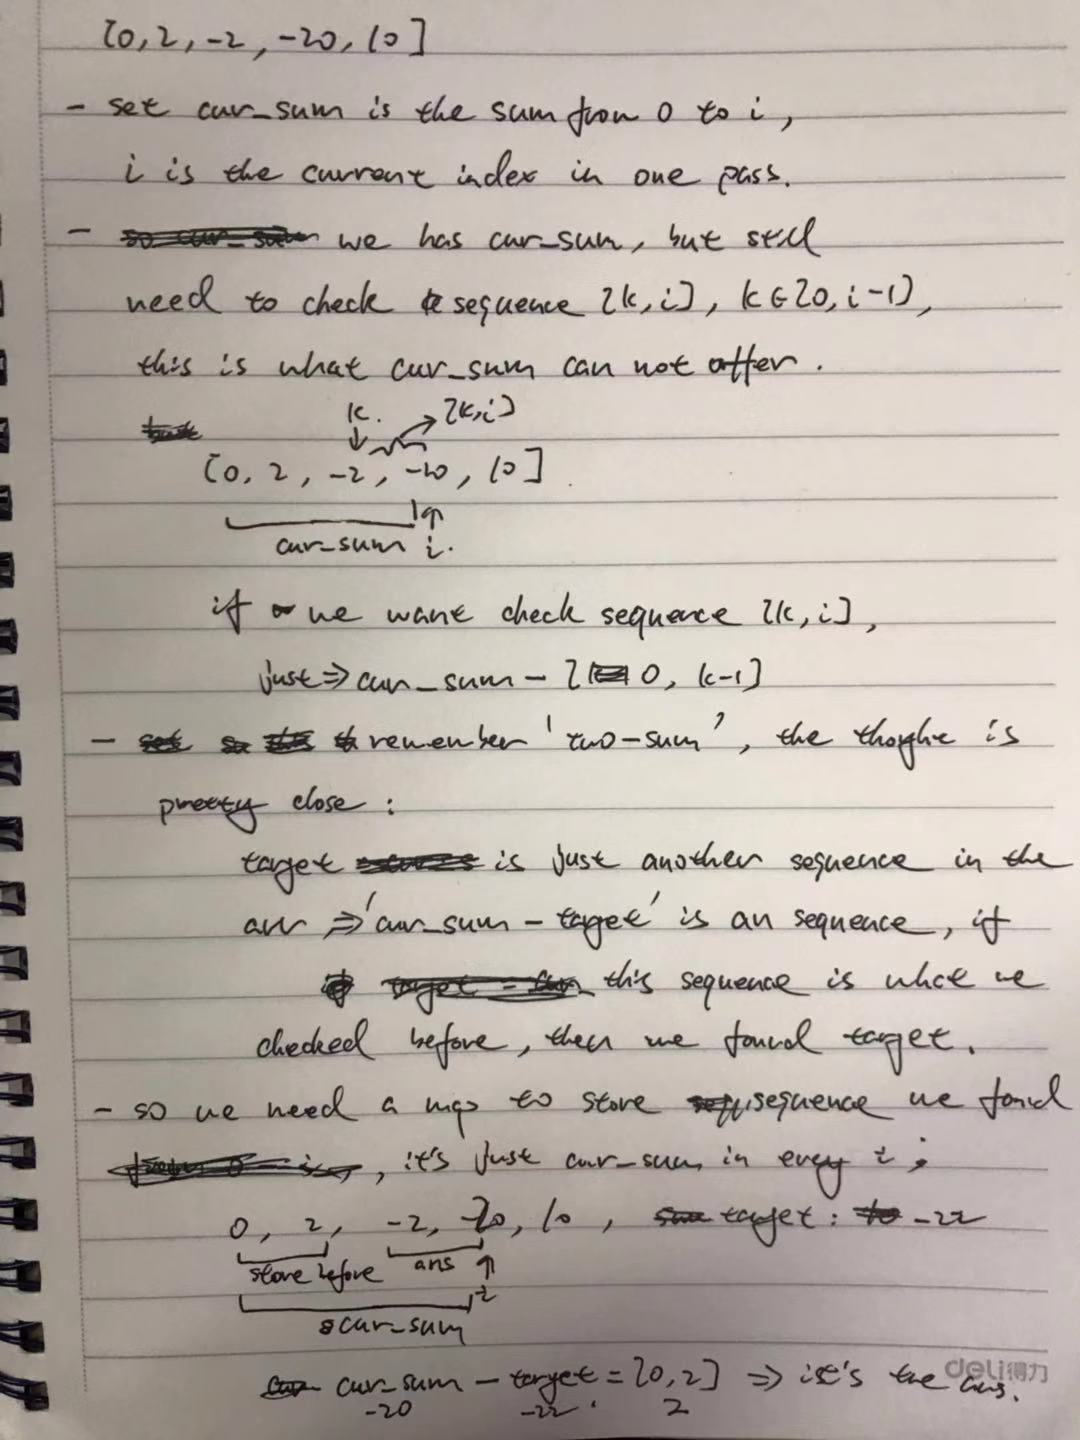 [0, 2, -2, -20, 10]
- set cur_sum is the sum from 0 to i,
i is the current index in one pass.
- we has cur_sum, but still
need to check sequence [k, i], k ∈ [0, i-1],
this is what cur_sum can not offer.
k. [k, i]
[0, 2, -2, -20, 10]
cur_sum i.
if we want check sequence [k, i],
just ⇒ cur_sum - [0, k-1]
- remember 'two-sum', the thoght is
pretty close :
target is just another sequence in the
arr ⇒ 'cur_sum - target' is an sequence, if
this sequence is what we
checked before, then we found target.
- so we need a map to store sequence we found
, it's just cur_sum in every i ;
0, 2, -2, -20, 10, target: -22
store before ans i
cur_sum
cur_sum - target = [0, 2] ⇒ it's the ans.
-20 -22 . 2
deli得力